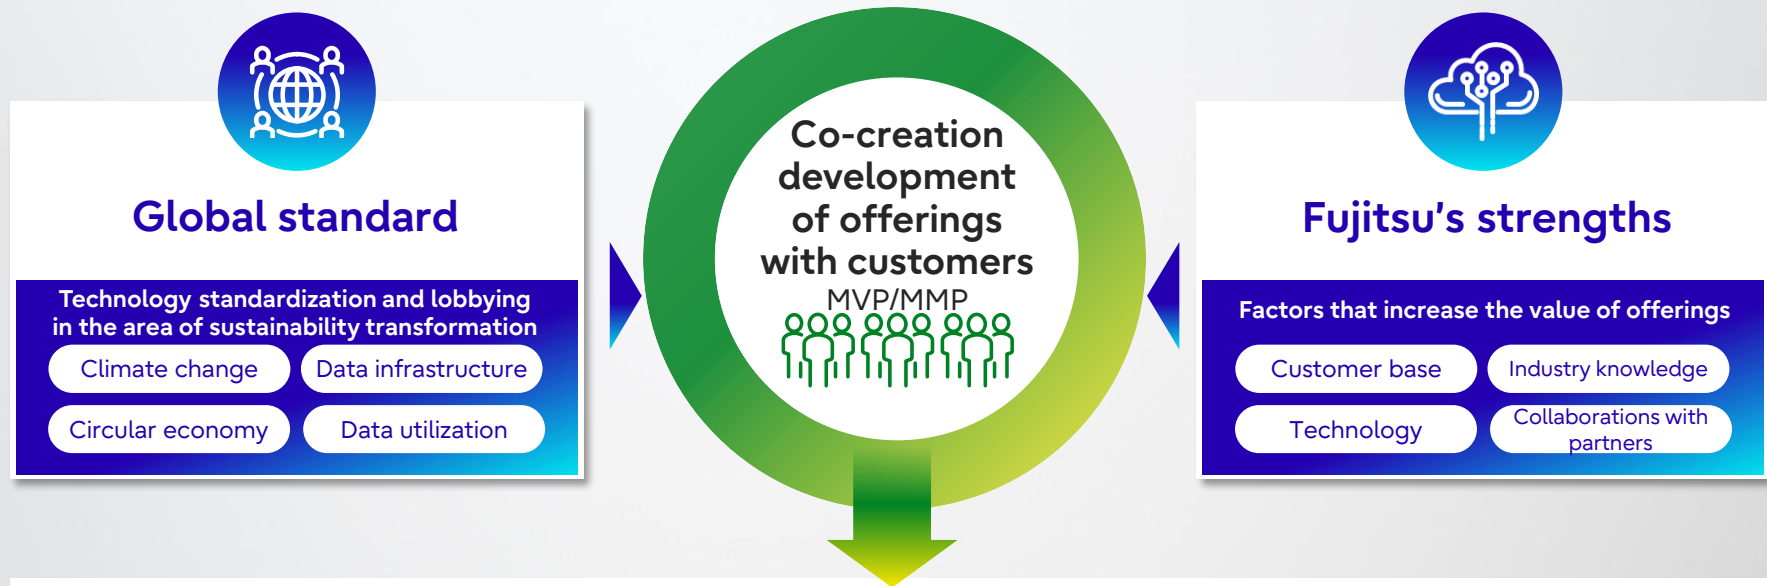 Global standard
Technology standardization and lobbying
in the area of sustainability transformation
Climate change
Data infrastructure
Circular economy
Data utilization
Co-creation
development
of offerings
with customers
MVP/MMP
Fujitsu's strengths
Factors that increase the value of offerings
Customer base
Industry knowledge
Technology
Collaborations with
partners